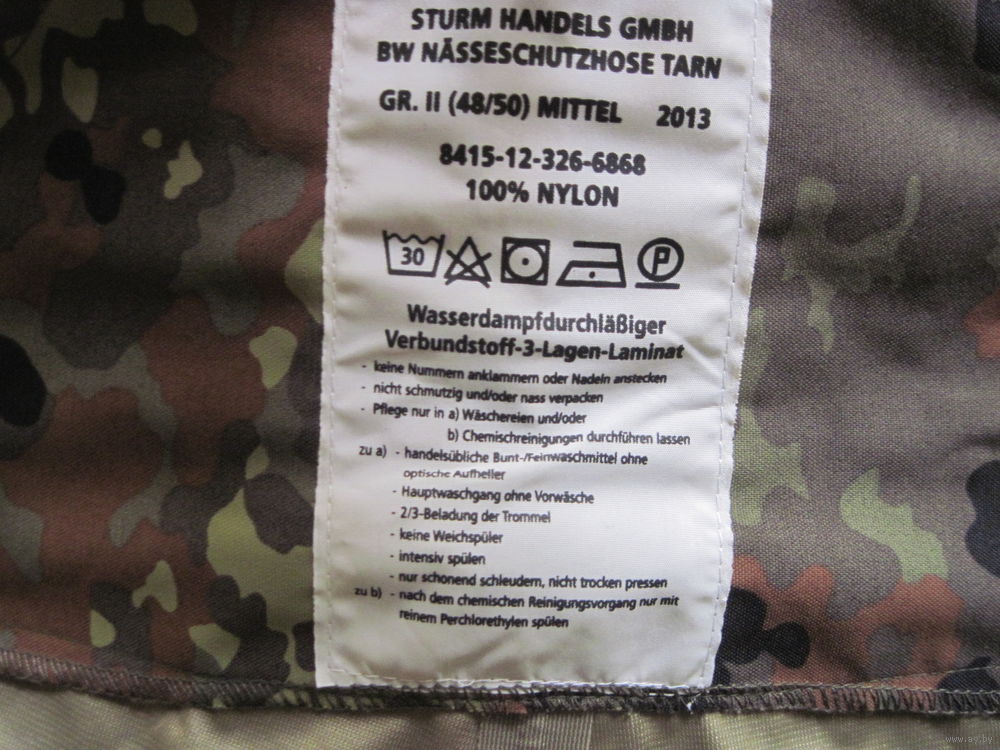 STURM HANDELS GMBH
BW NÄSSESCHUTZHOSE TARN
GR. II (48/50) MITTEL 2013
8415-12-326-6868
100% NYLON
30 P
Wasserdampfdurchläßiger
Verbundstoff-3-Lagen-Laminat
- keine Nummern anklammern oder Nadeln anstecken
- nicht schmutzig und/oder nass verpacken
- Pflege nur in a) Wäschereien und/oder
b) Chemischreinigungen durchführen lassen
zu a) - handelsübliche Bunt-/Feinwaschmittel ohne
optische Aufheller
- Hauptwaschgang ohne Vorwäsche
- 2/3-Beladung der Trommel
- keine Weichspüler
- intensiv spülen
- nur schonend schleudern, nicht trocken pressen
zu b) - nach dem chemischen Reinigungsvorgang nur mit
reinem Perchlorethylen spülen
www.ay.by